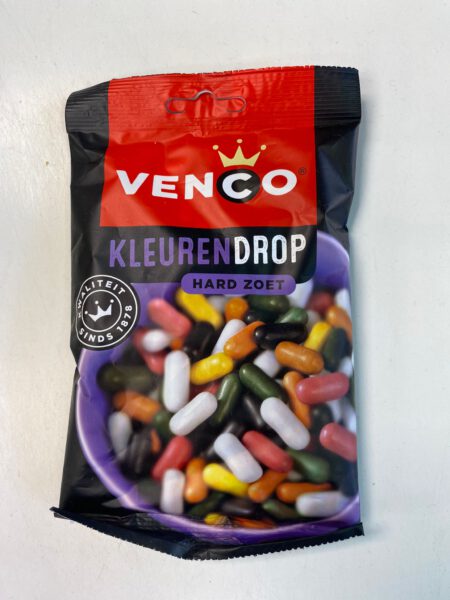 VENCO®
KLEURENDROP
HARD ZOET
KWALITEIT
SINDS 1878